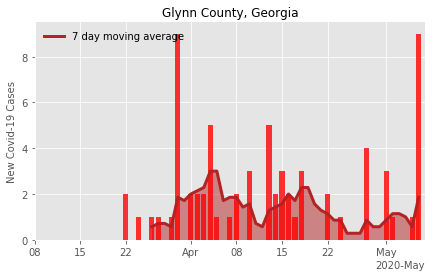 Glynn County, Georgia
7 day moving average
New Covid-19 Cases
8
6
4
2
0
08 15 22 Apr 08 15 22 May
2020-May